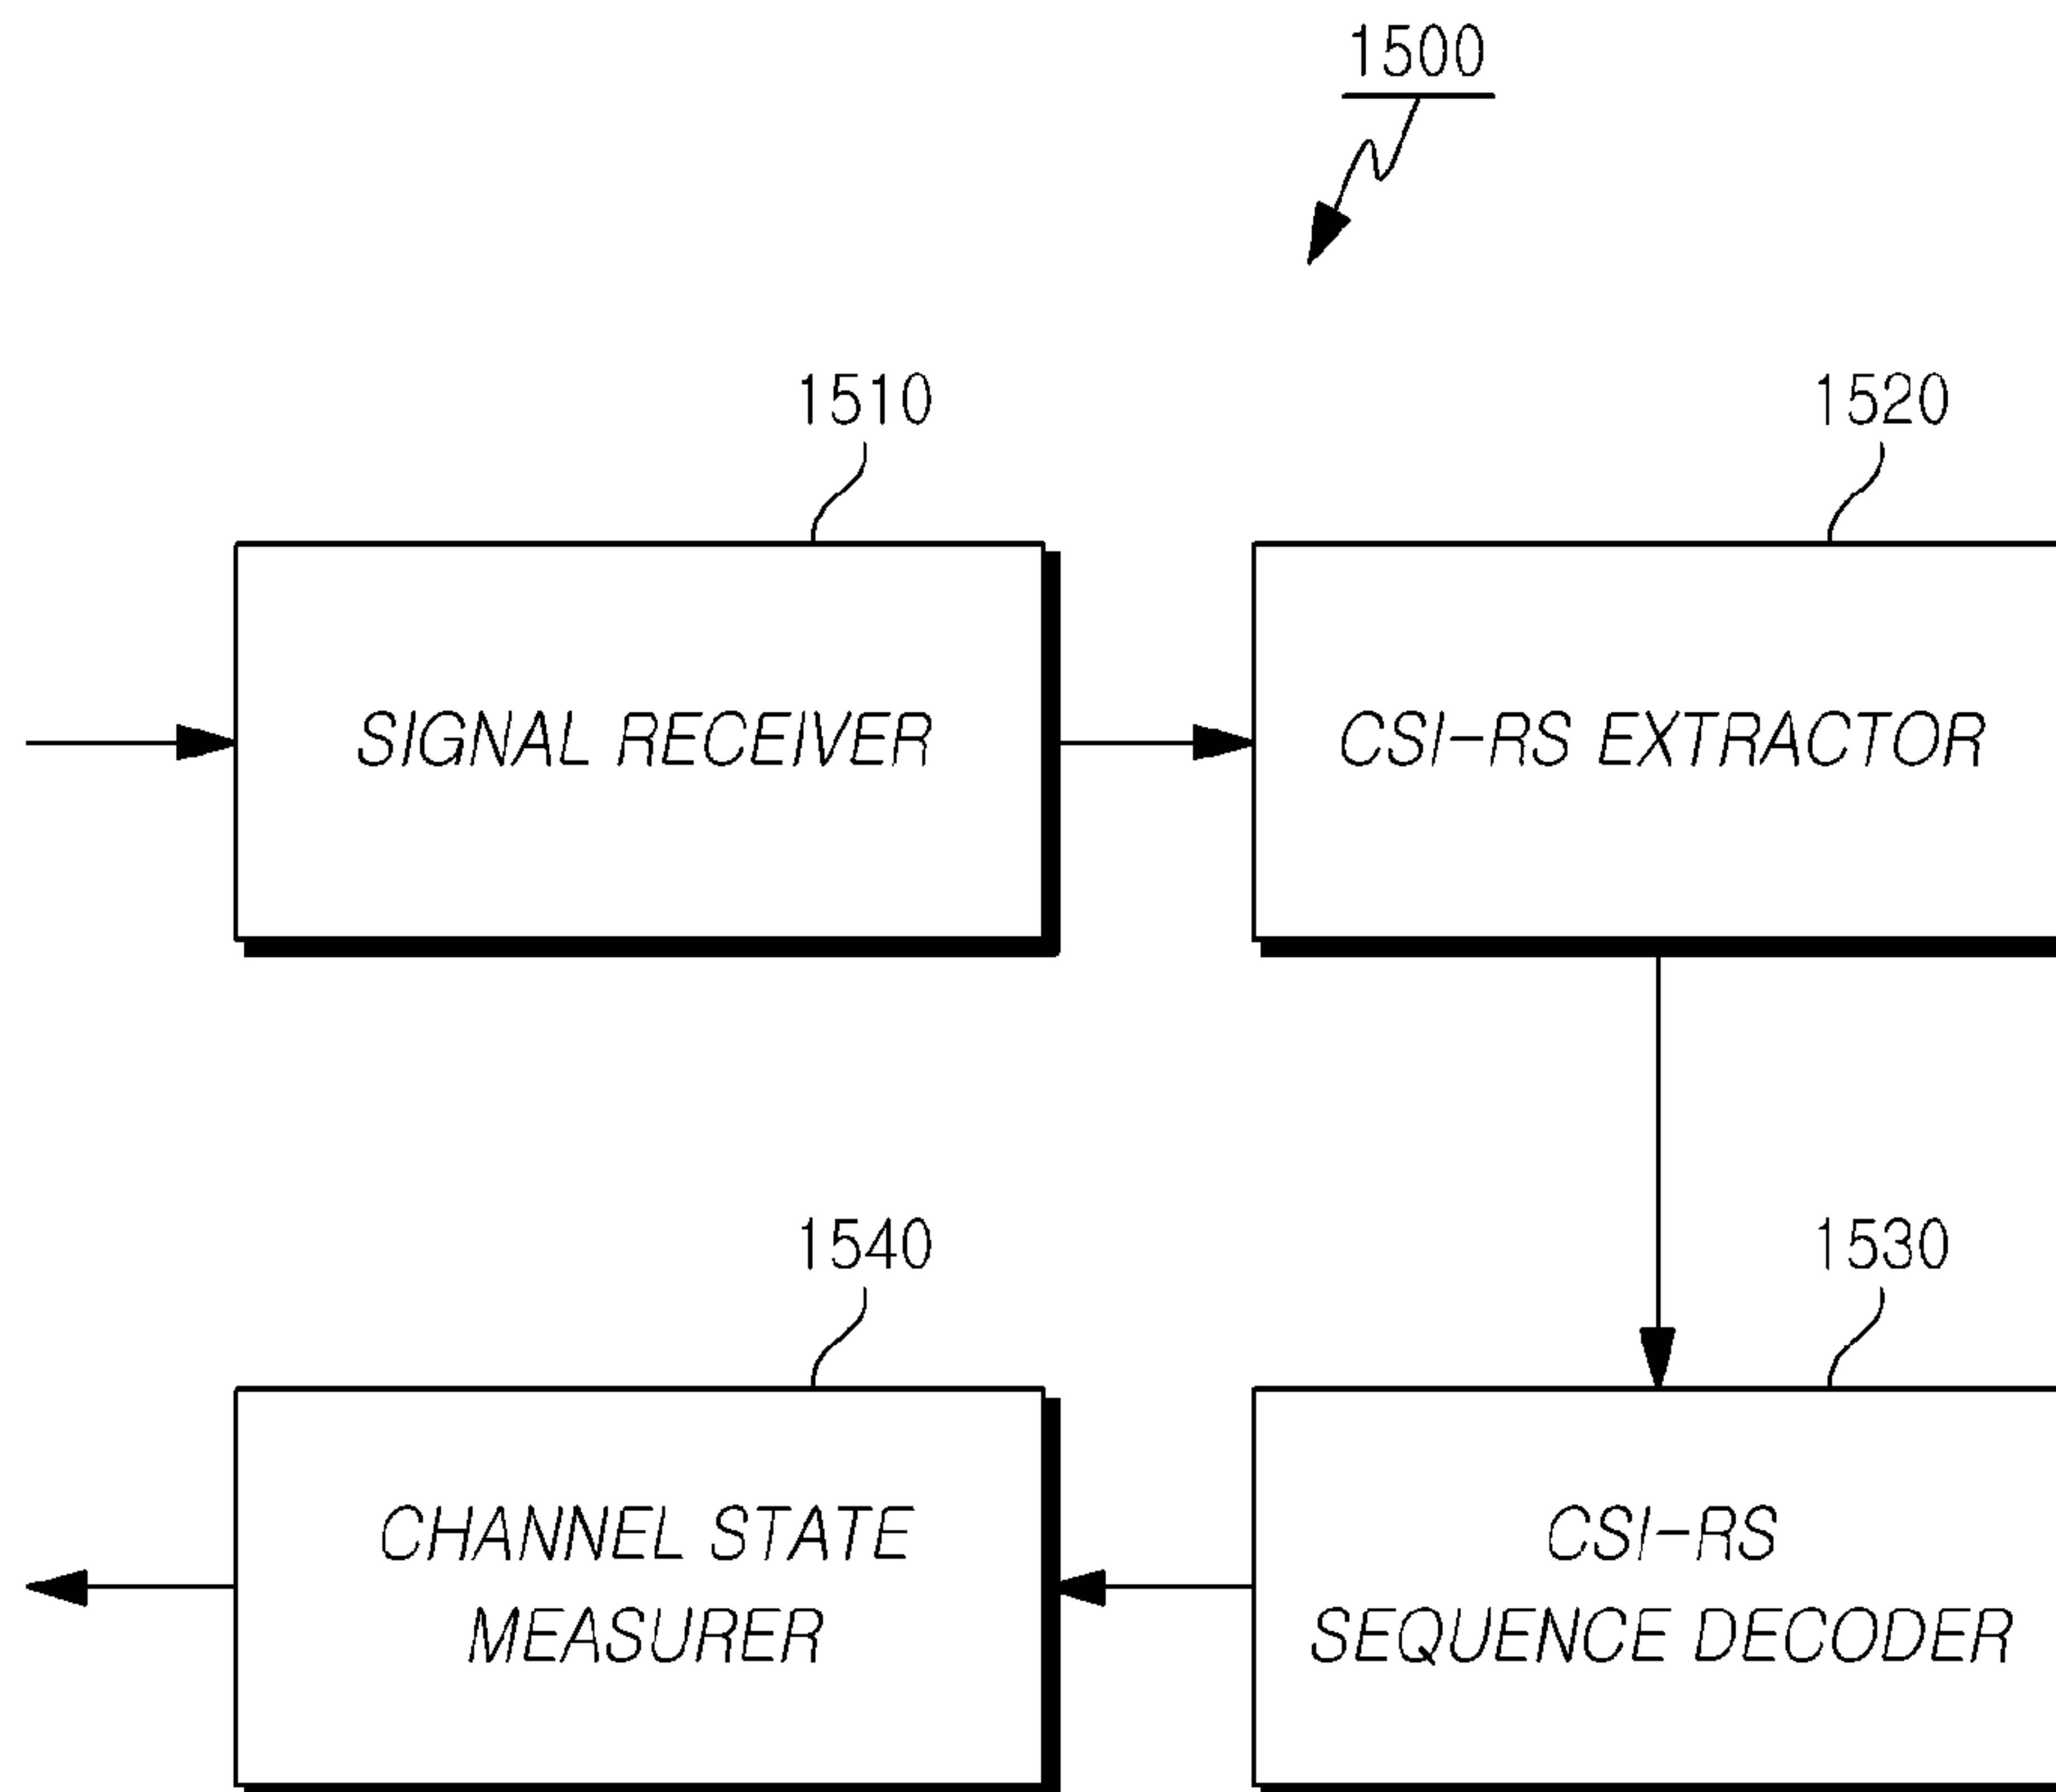 1500
1510
1520
SIGNAL RECEIVER
CSI-RS EXTRACTOR
1540
1530
CHANNEL STATE
MEASURER
CSI-RS
SEQUENCE DECODER